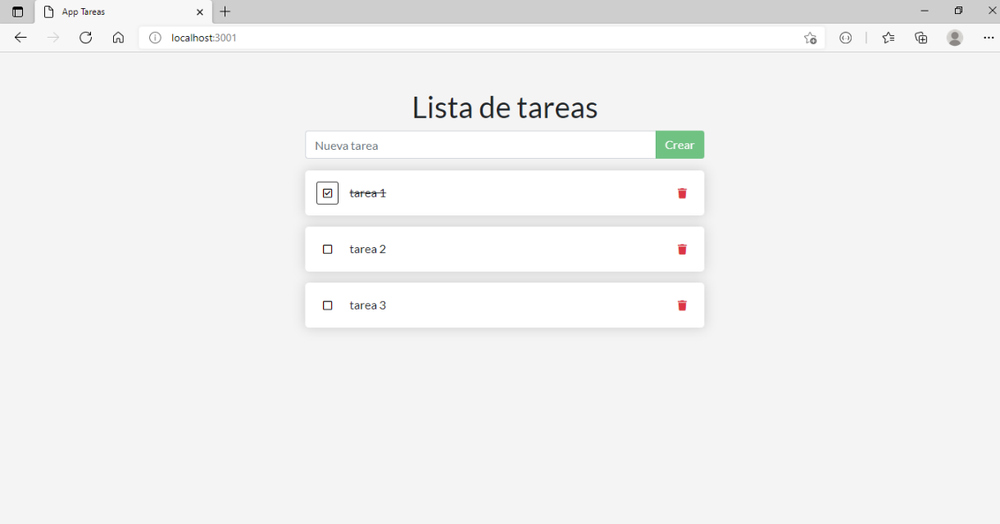 App Tareas
localhost:3001
Lista de tareas
Nueva tarea
Crear
tarea 1
tarea 2
tarea 3